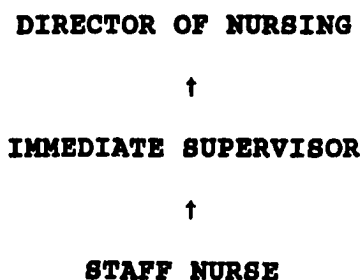 DIRECTOR OF NURSING
↑
IMMEDIATE SUPERVISOR
↑
STAFF NURSE